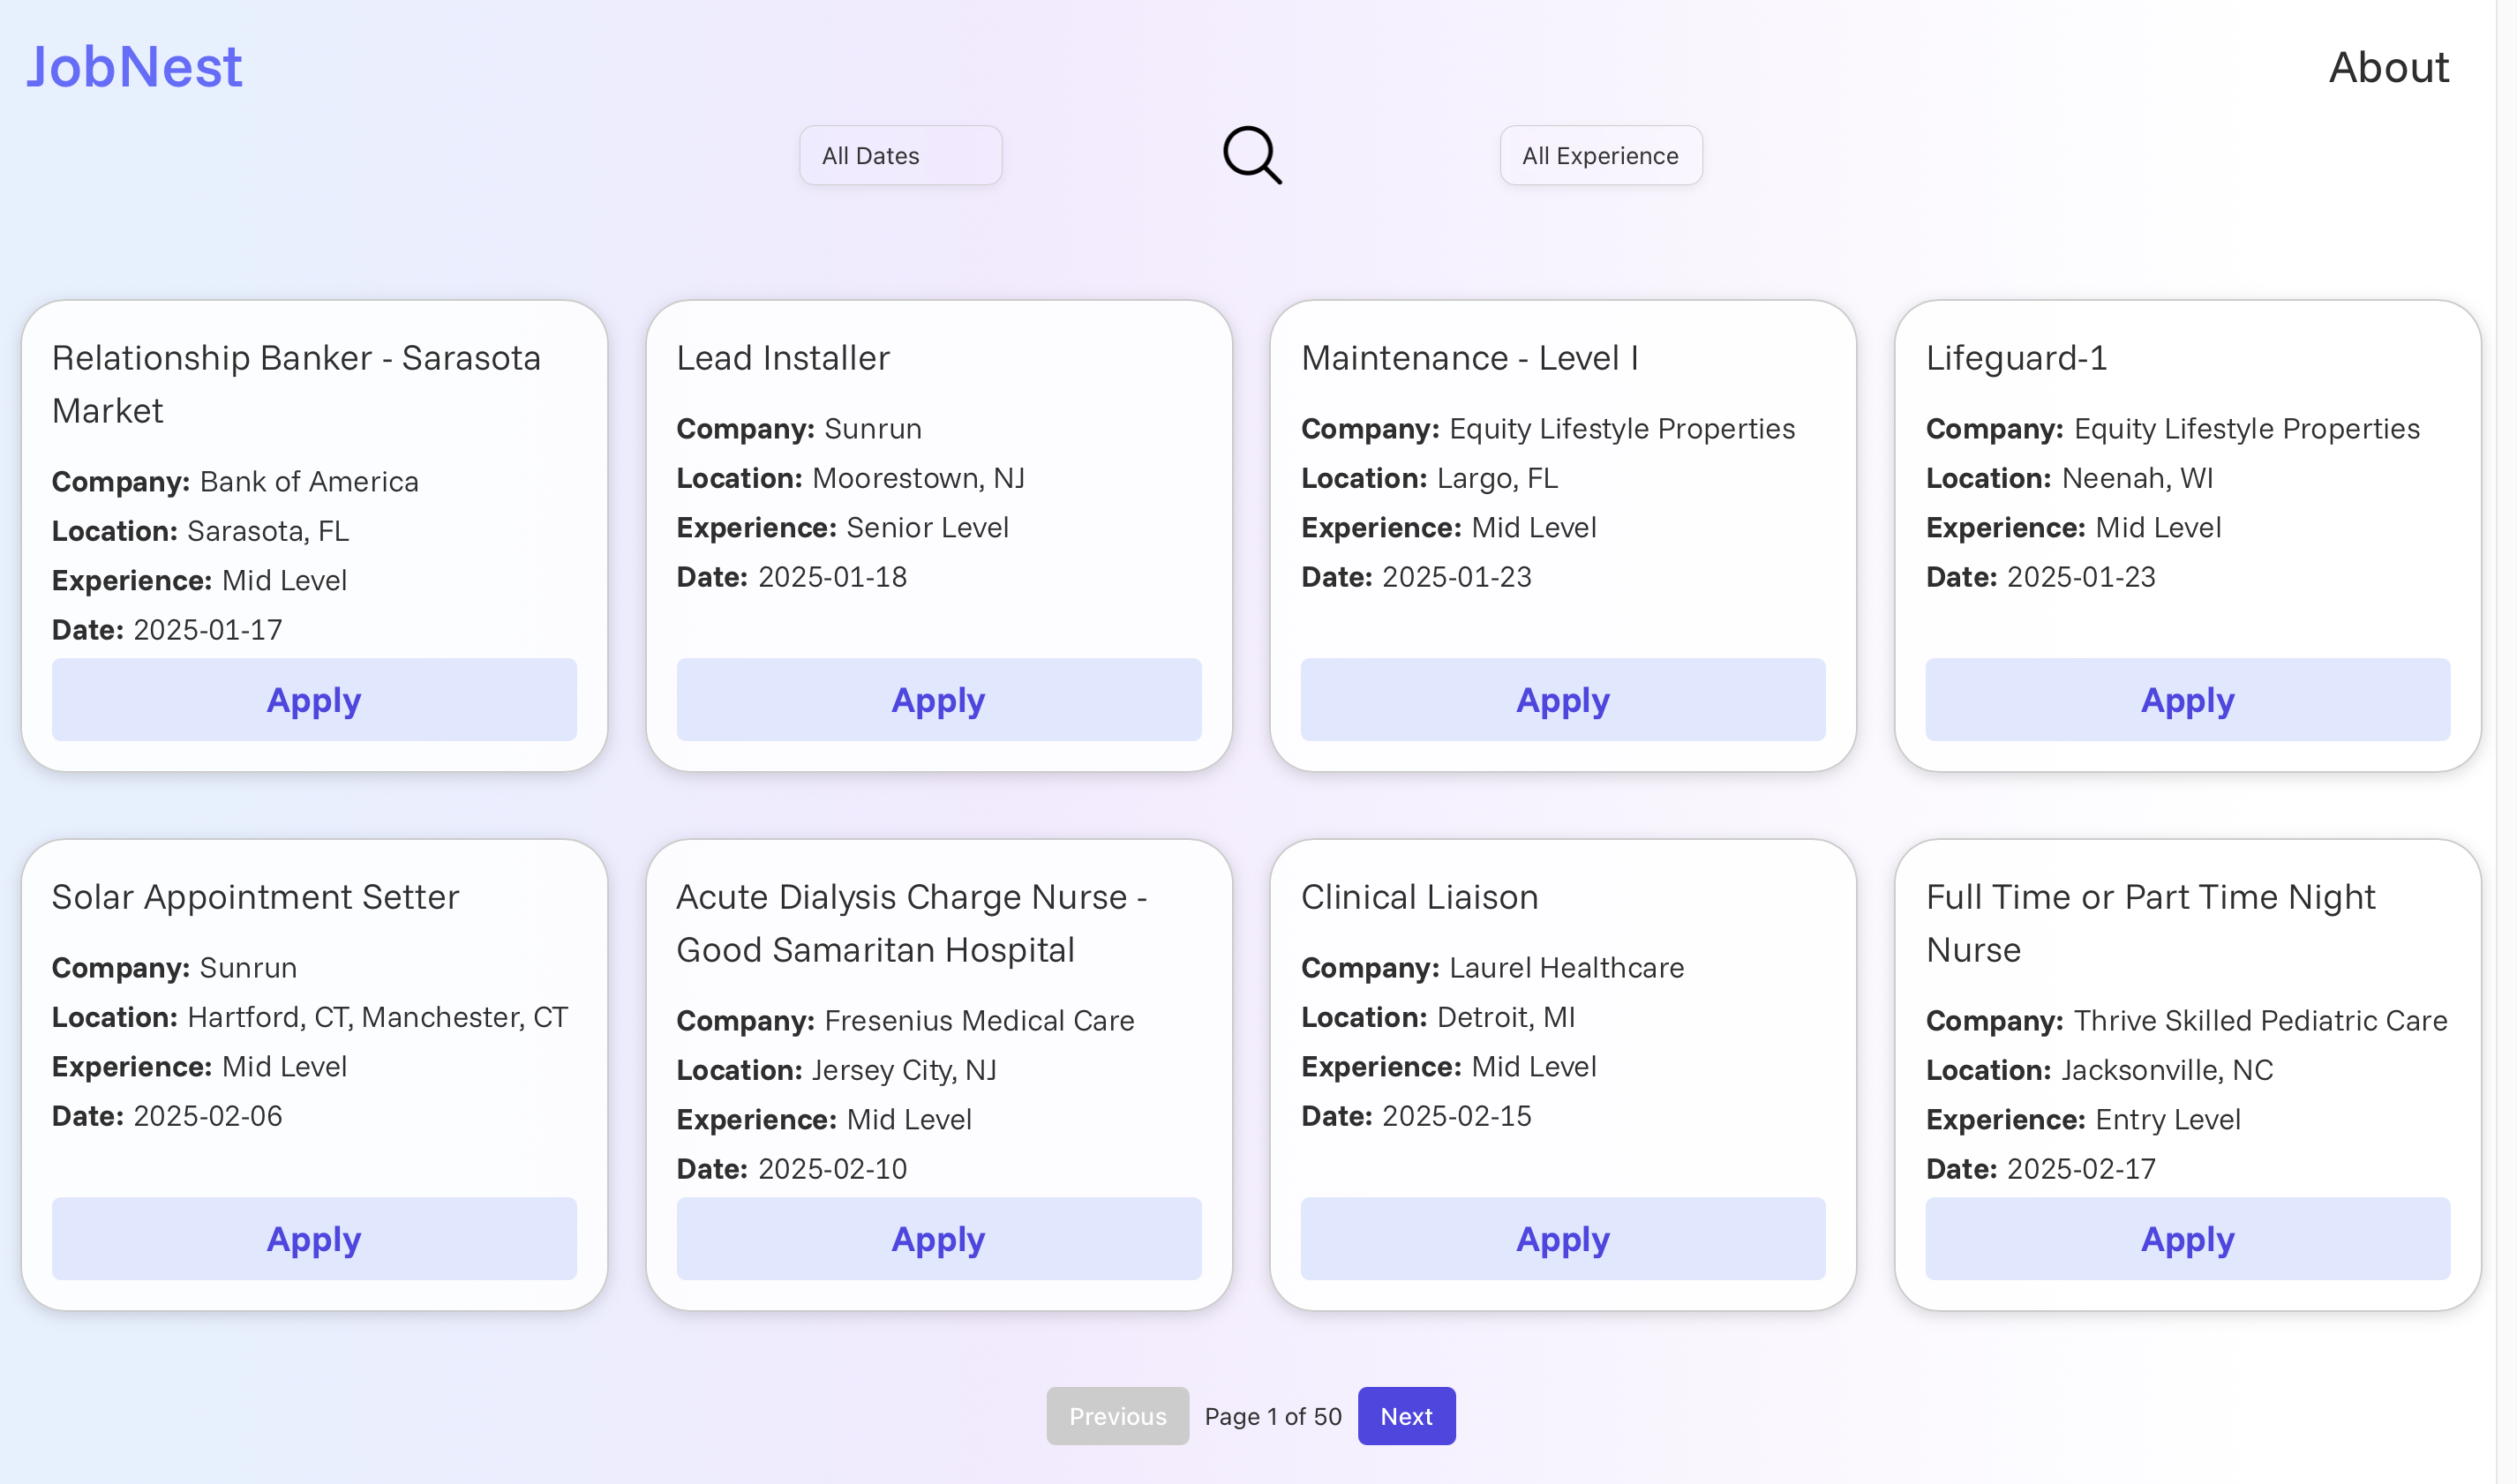 JobNest
About
All Dates
All Experience
Relationship Banker - Sarasota
Market
Company: Bank of America
Location: Sarasota, FL
Experience: Mid Level
Date: 2025-01-17
Apply
Lead Installer
Company: Sunrun
Location: Moorestown, NJ
Experience: Senior Level
Date: 2025-01-18
Apply
Maintenance - Level I
Company: Equity Lifestyle Properties
Location: Largo, FL
Experience: Mid Level
Date: 2025-01-23
Apply
Lifeguard-1
Company: Equity Lifestyle Properties
Location: Neenah, WI
Experience: Mid Level
Date: 2025-01-23
Apply
Solar Appointment Setter
Company: Sunrun
Location: Hartford, CT, Manchester, CT
Experience: Mid Level
Date: 2025-02-06
Apply
Acute Dialysis Charge Nurse -
Good Samaritan Hospital
Company: Fresenius Medical Care
Location: Jersey City, NJ
Experience: Mid Level
Date: 2025-02-10
Apply
Clinical Liaison
Company: Laurel Healthcare
Location: Detroit, MI
Experience: Mid Level
Date: 2025-02-15
Apply
Full Time or Part Time Night
Nurse
Company: Thrive Skilled Pediatric Care
Location: Jacksonville, NC
Experience: Entry Level
Date: 2025-02-17
Apply
Previous
Page 1 of 50
Next